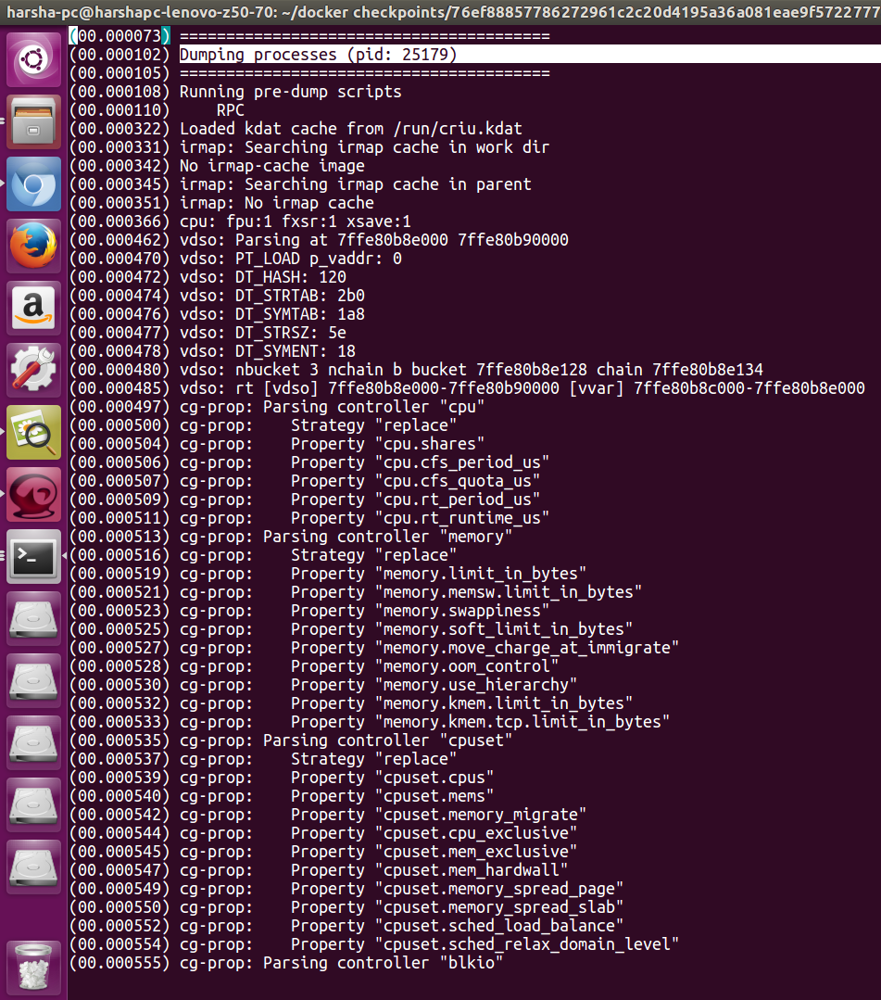 harsha-pc@harshapc-lenovo-z50-70: ~/docker checkpoints/76ef88857786272961c2c20d4195a36a081eae9f5722777
(00.000073) ========================================
(00.000102) Dumping processes (pid: 25179)
(00.000105) ========================================
(00.000108) Running pre-dump scripts
(00.000110)     RPC
(00.000322) Loaded kdat cache from /run/criu.kdat
(00.000331) irmap: Searching irmap cache in work dir
(00.000342) No irmap-cache image
(00.000345) irmap: Searching irmap cache in parent
(00.000351) irmap: No irmap cache
(00.000366) cpu: fpu:1 fxsr:1 xsave:1
(00.000462) vdso: Parsing at 7ffe80b8e000 7ffe80b90000
(00.000470) vdso: PT_LOAD p_vaddr: 0
(00.000472) vdso: DT_HASH: 120
(00.000474) vdso: DT_STRTAB: 2b0
(00.000476) vdso: DT_SYMTAB: 1a8
(00.000477) vdso: DT_STRSZ: 5e
(00.000478) vdso: DT_SYMENT: 18
(00.000480) vdso: nbucket 3 nchain b bucket 7ffe80b8e128 chain 7ffe80b8e134
(00.000485) vdso: rt [vdso] 7ffe80b8e000-7ffe80b90000 [vvar] 7ffe80b8c000-7ffe80b8e000
(00.000497) cg-prop: Parsing controller "cpu"
(00.000500) cg-prop:    Strategy "replace"
(00.000504) cg-prop:    Property "cpu.shares"
(00.000506) cg-prop:    Property "cpu.cfs_period_us"
(00.000507) cg-prop:    Property "cpu.cfs_quota_us"
(00.000509) cg-prop:    Property "cpu.rt_period_us"
(00.000511) cg-prop:    Property "cpu.rt_runtime_us"
(00.000513) cg-prop: Parsing controller "memory"
(00.000516) cg-prop:    Strategy "replace"
(00.000519) cg-prop:    Property "memory.limit_in_bytes"
(00.000521) cg-prop:    Property "memory.memsw.limit_in_bytes"
(00.000523) cg-prop:    Property "memory.swappiness"
(00.000525) cg-prop:    Property "memory.soft_limit_in_bytes"
(00.000527) cg-prop:    Property "memory.move_charge_at_immigrate"
(00.000528) cg-prop:    Property "memory.oom_control"
(00.000530) cg-prop:    Property "memory.use_hierarchy"
(00.000532) cg-prop:    Property "memory.kmem.limit_in_bytes"
(00.000533) cg-prop:    Property "memory.kmem.tcp.limit_in_bytes"
(00.000535) cg-prop: Parsing controller "cpuset"
(00.000537) cg-prop:    Strategy "replace"
(00.000539) cg-prop:    Property "cpuset.cpus"
(00.000540) cg-prop:    Property "cpuset.mems"
(00.000542) cg-prop:    Property "cpuset.memory_migrate"
(00.000544) cg-prop:    Property "cpuset.cpu_exclusive"
(00.000545) cg-prop:    Property "cpuset.mem_exclusive"
(00.000547) cg-prop:    Property "cpuset.mem_hardwall"
(00.000549) cg-prop:    Property "cpuset.memory_spread_page"
(00.000550) cg-prop:    Property "cpuset.memory_spread_slab"
(00.000552) cg-prop:    Property "cpuset.sched_load_balance"
(00.000554) cg-prop:    Property "cpuset.sched_relax_domain_level"
(00.000555) cg-prop: Parsing controller "blkio"